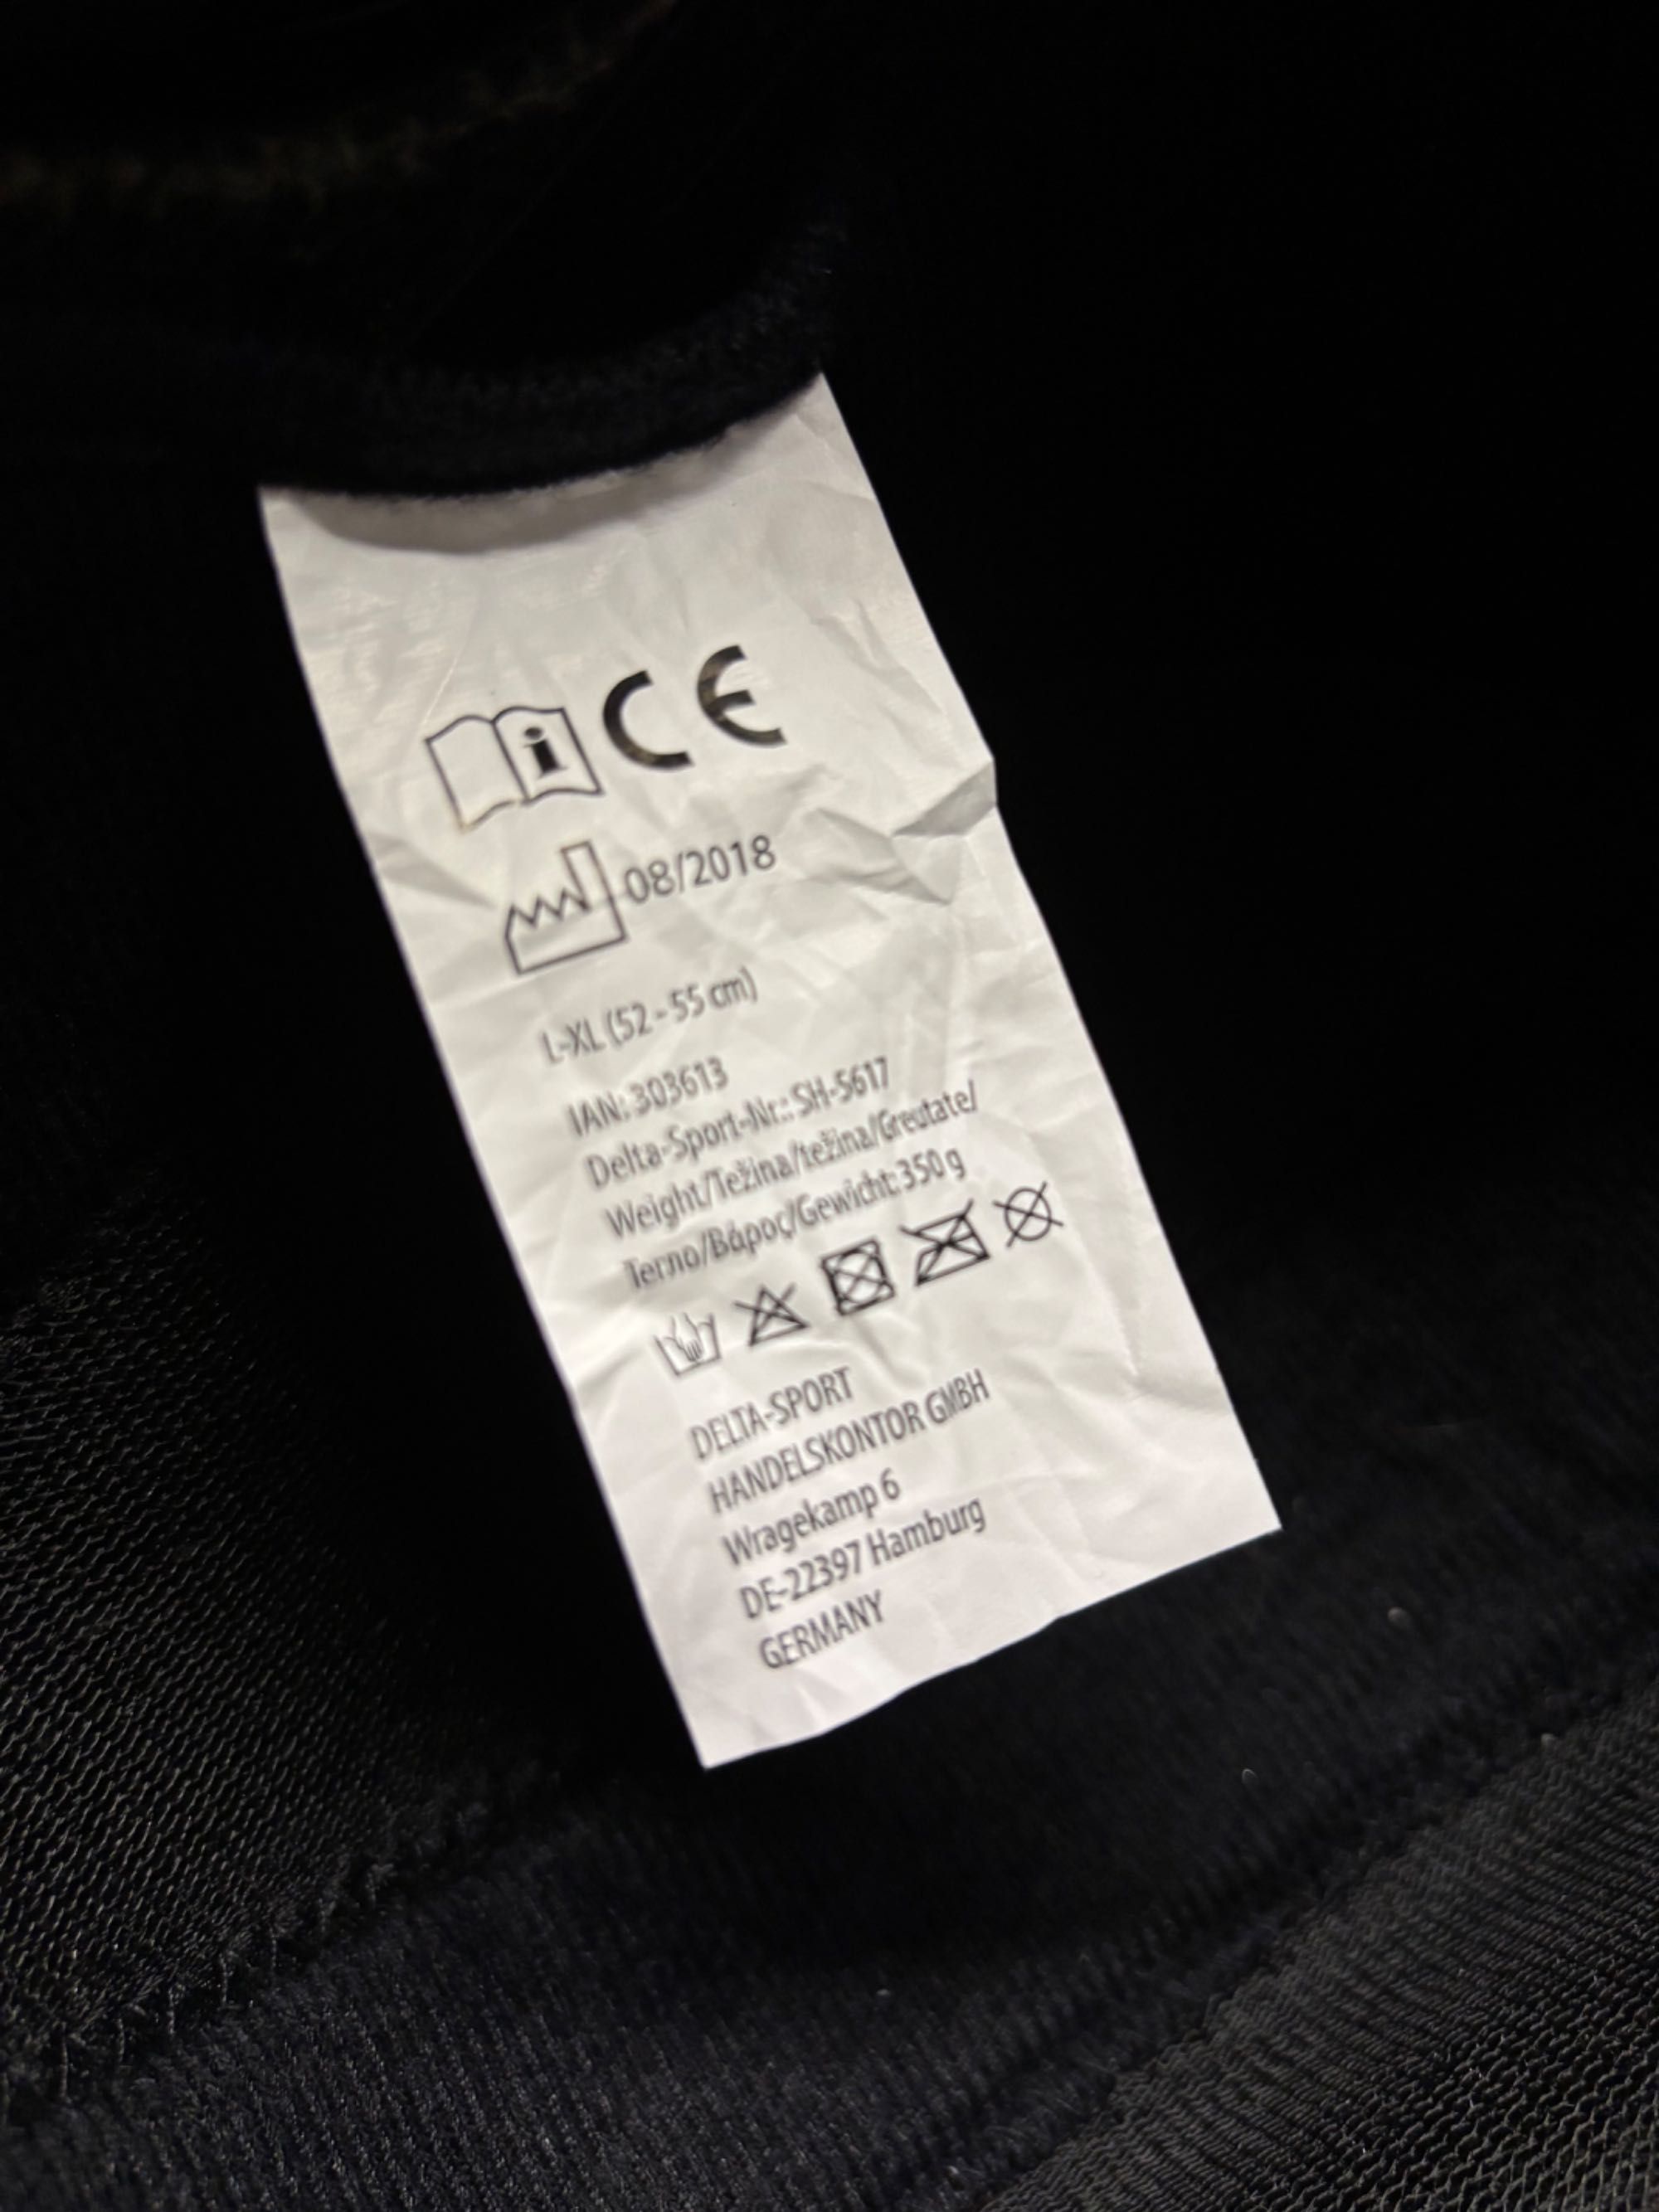 i CE
08/2018
L-XL (52 - 55 cm)
IAN: 303613
Delta-Sport-Nr.: SH-5617
Weight/Težina/težina/Greutate/
Тегло/Βάρος/Gewicht: 350 g
DELTA-SPORT
HANDELSKONTOR GMBH
Wragekamp 6
DE-22397 Hamburg
GERMANY